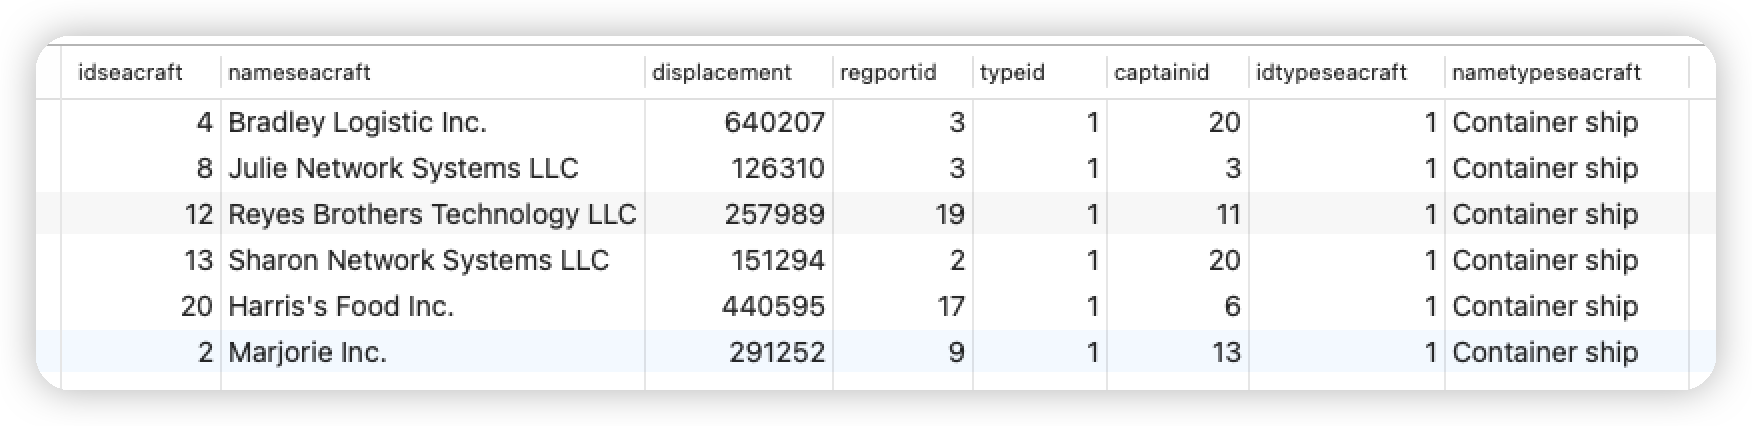 idseacraft nameseacraft displacement regportid typeid captainid idtypeseacraft nametypeseacraft
4 Bradley Logistic Inc. 640207 3 1 20 1 Container ship
8 Julie Network Systems LLC 126310 3 1 3 1 Container ship
12 Reyes Brothers Technology LLC 257989 19 1 11 1 Container ship
13 Sharon Network Systems LLC 151294 2 1 20 1 Container ship
20 Harris's Food Inc. 440595 17 1 6 1 Container ship
2 Marjorie Inc. 291252 9 1 13 1 Container ship